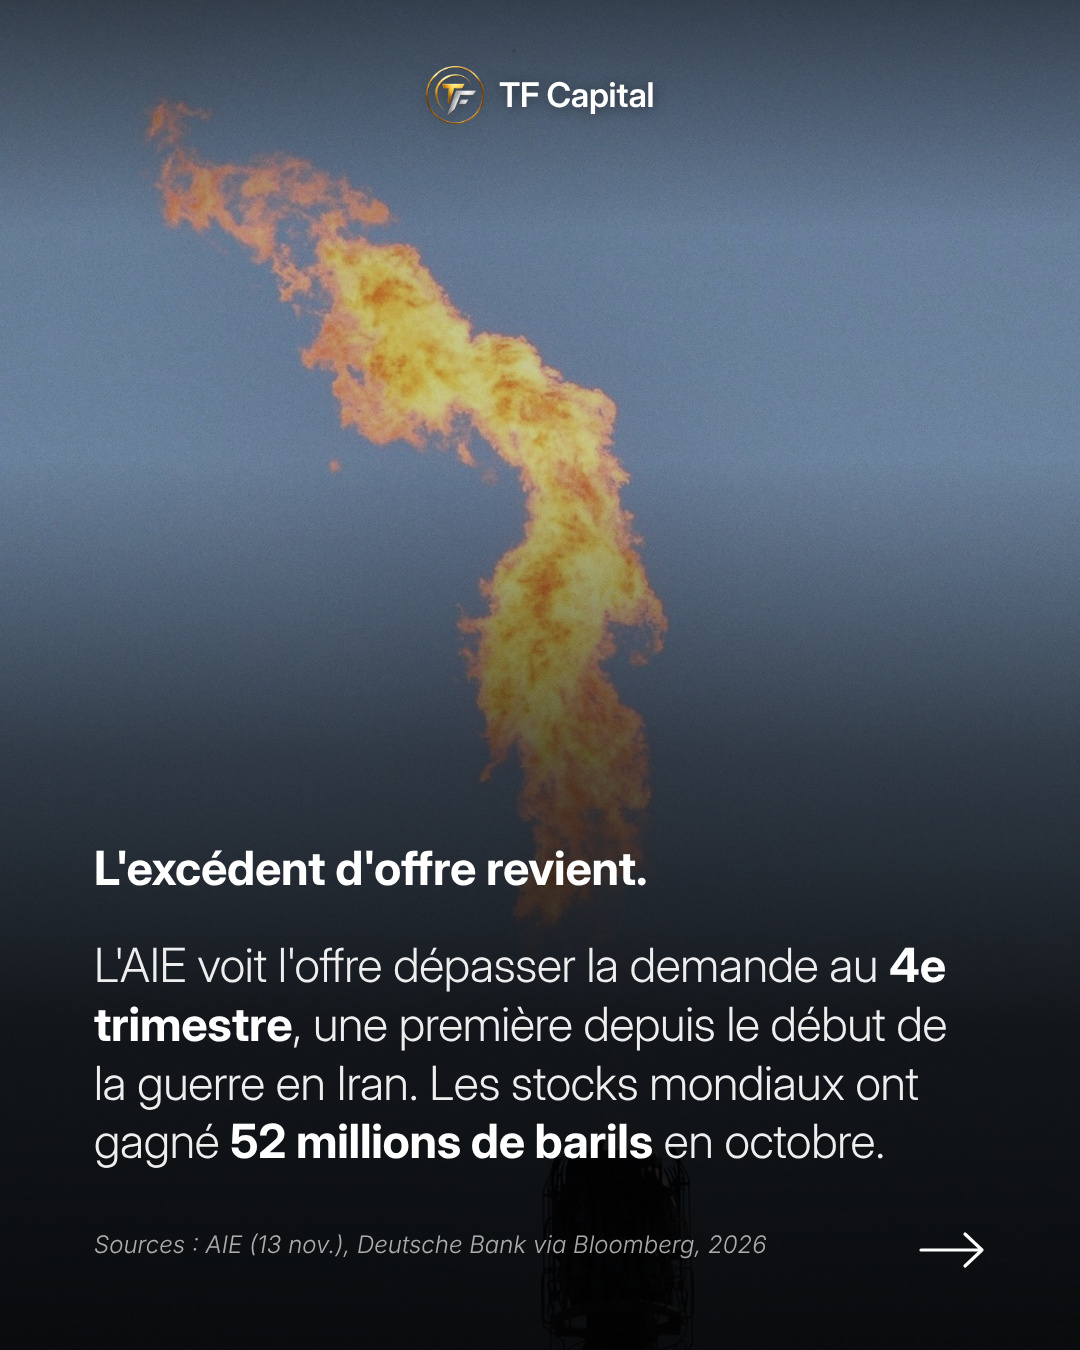 TF Capital
L'excédent d'offre revient.
L'AIE voit l'offre dépasser la demande au 4e
trimestre, une première depuis le début de
la guerre en Iran. Les stocks mondiaux ont
gagné 52 millions de barils en octobre.
Sources : AIE (13 nov.), Deutsche Bank via Bloomberg, 2026